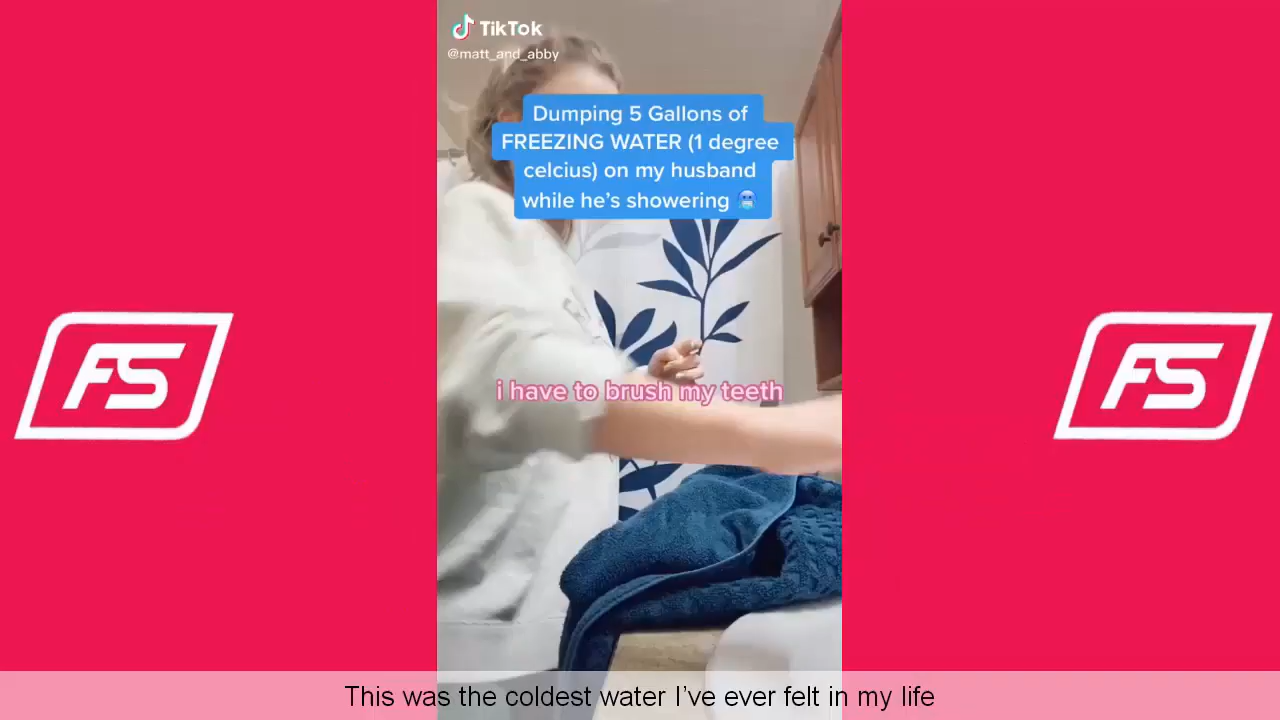 TikTok
@matt_and_abby
Dumping 5 Gallons of
FREEZING WATER (1 degree
celcius) on my husband
while he's showering 🥶
FS
FS
i have to brush my teeth
This was the coldest water I've ever felt in my life